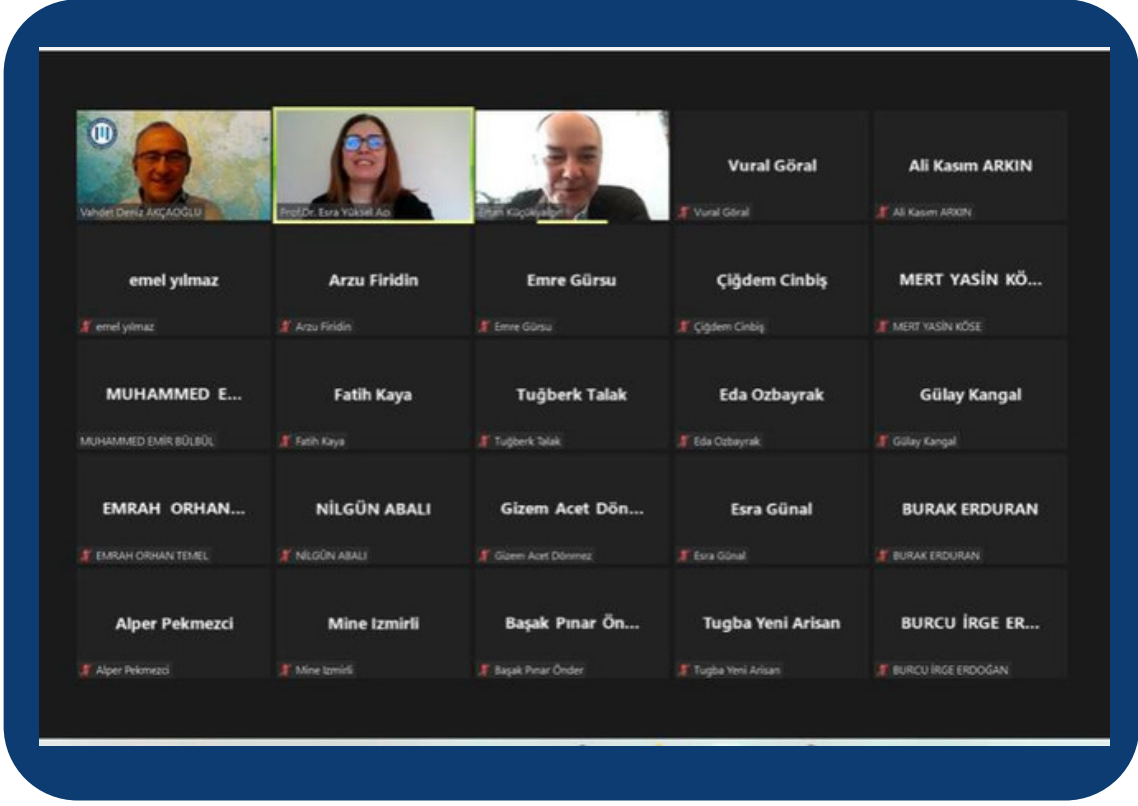 Vahdet Deniz AKÇAOĞLU
Prof.Dr. Esra Yüksel Acı
Vural Göral
Vural Göral
Ali Kasım ARKIN
Ali Kasım ARKIN
emel yılmaz
emel yılmaz
Arzu Firidin
Arzu Firidin
Emre Gürsu
Emre Gürsu
Çiğdem Cinbiş
Çiğdem Cinbiş
MERT YASİN KÖ...
MERT YASİN KÖSE
MUHAMMED E...
MUHAMMED EMİR BÜLBÜL
Fatih Kaya
Fatih Kaya
Tuğberk Talak
Tuğberk Talak
Eda Ozbayrak
Eda Ozbayrak
Gülay Kangal
Gülay Kangal
EMRAH ORHAN...
EMRAH ORHAN TEMEL
NİLGÜN ABALI
NİLGÜN ABALI
Gizem Acet Dön...
Gizem Acet Dönmez
Esra Günal
Esra Günal
BURAK ERDURAN
BURAK ERDURAN
Alper Pekmezci
Alper Pekmezci
Mine Izmirli
Mine Izmirli
Başak Pınar Ön...
Başak Pınar Önder
Tugba Yeni Arisan
Tugba Yeni Arisan
BURCU İRGE ER...
BURCU İRGE ERDOĞAN